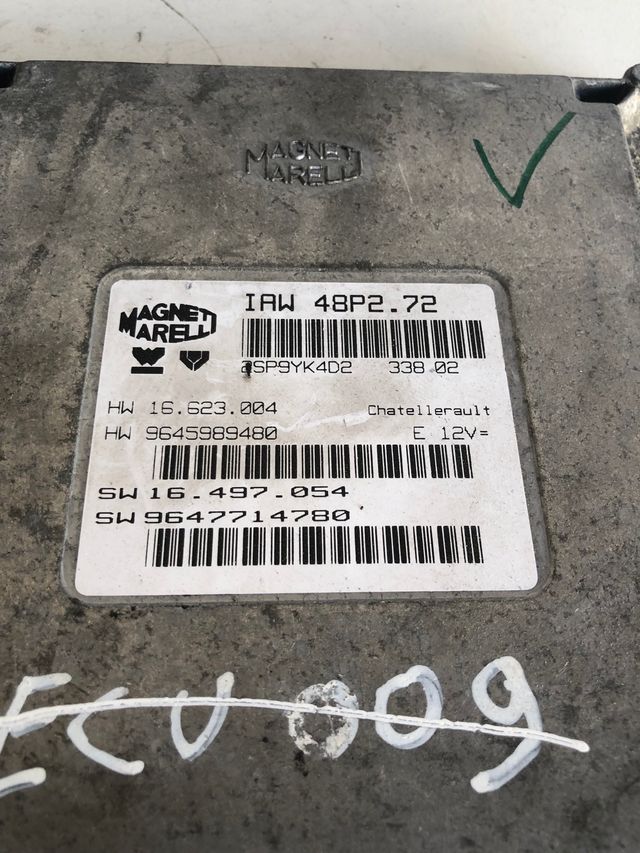 MAGNETI
MARELLI
V
MAGNETI
MARELLI
IAW 48P2.72
338 02
HW 16.623.004
Chatellerault
HW 9645989480
E 12V=
SW 16.497.054
SW 9647714780
ECU 009